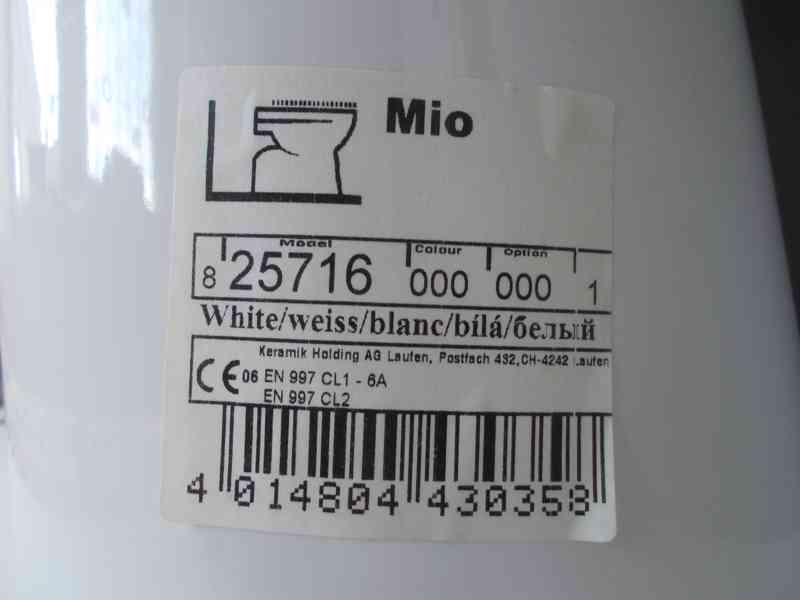 Mio
Model Colour Option
8 25716 000 000 1
White/weiss/blanc/bílá/белый
Keramik Holding AG Laufen, Postfach 432,CH-4242 Laufen
CE 06 EN 997 CL1 - 6A
EN 997 CL2
4 014804 430358